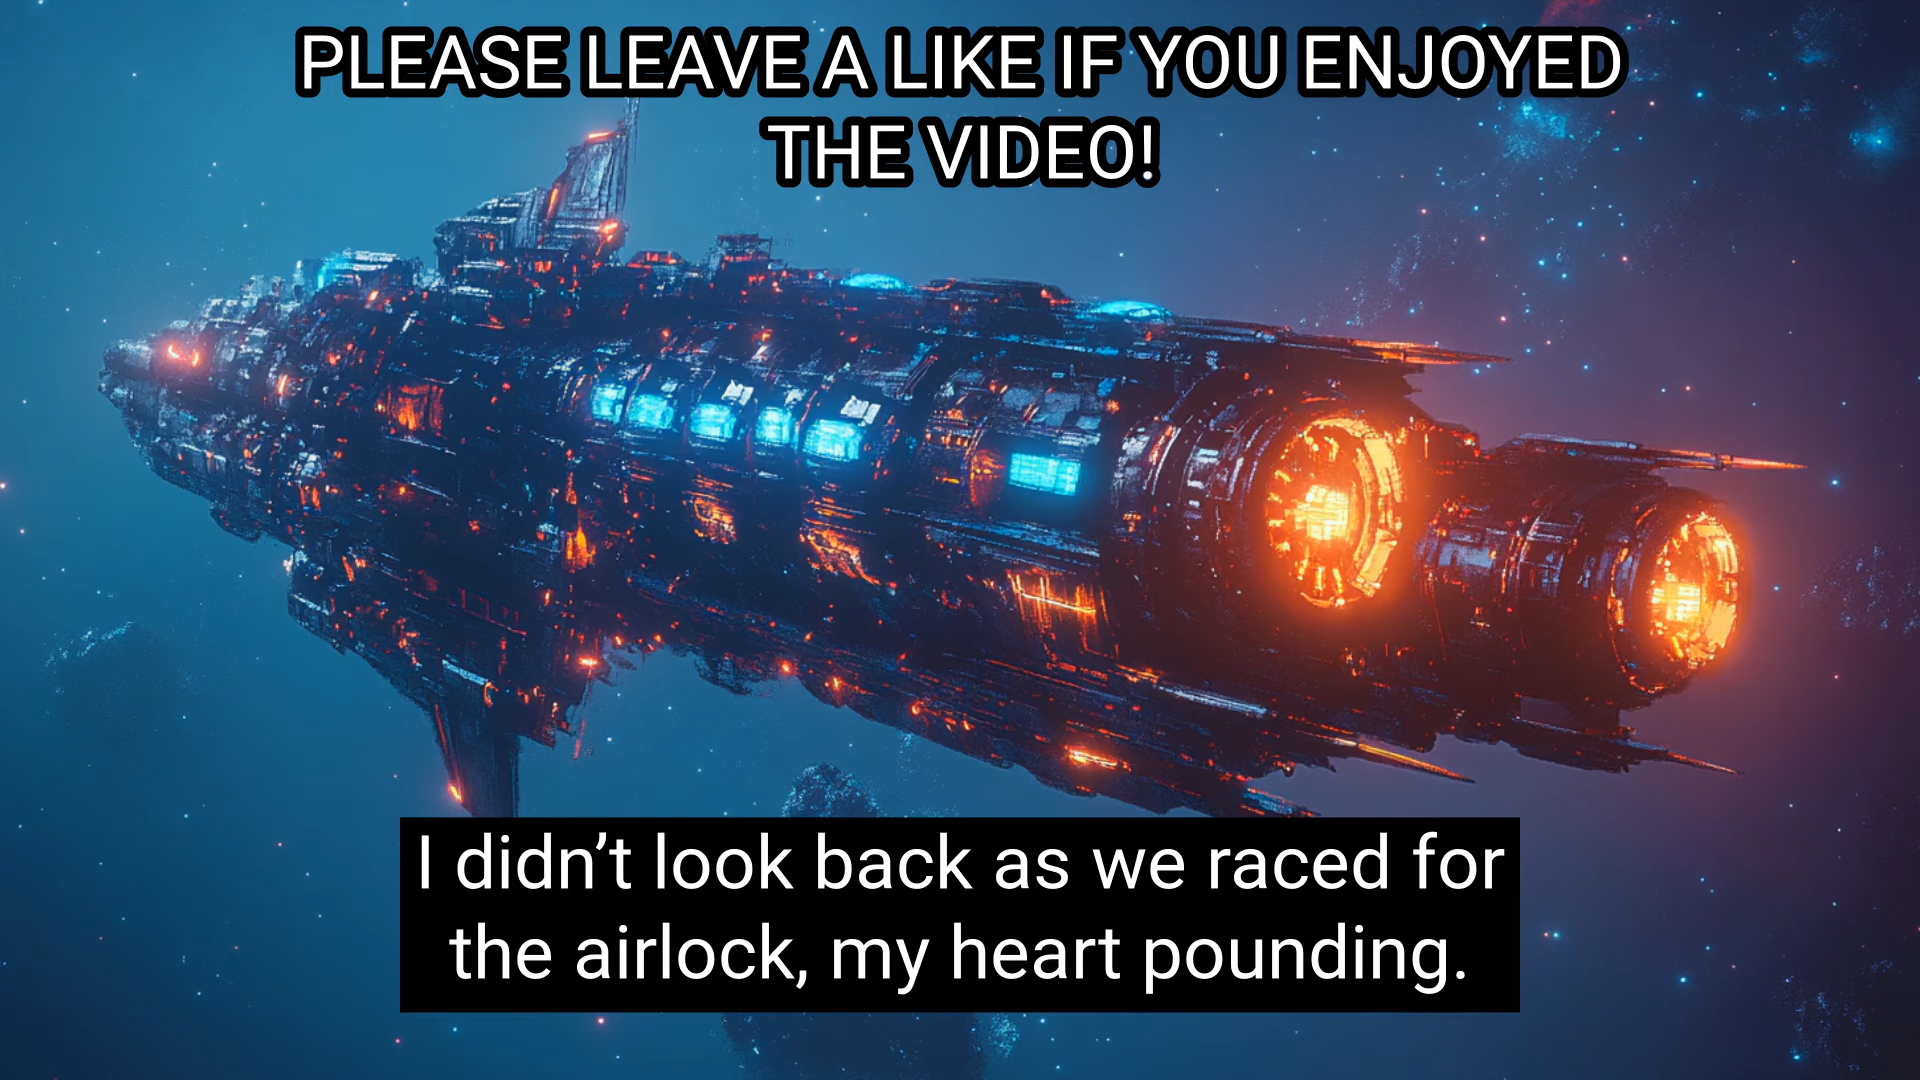 PLEASE LEAVE A LIKE IF YOU ENJOYED
THE VIDEO!
I didn’t look back as we raced for
the airlock, my heart pounding.